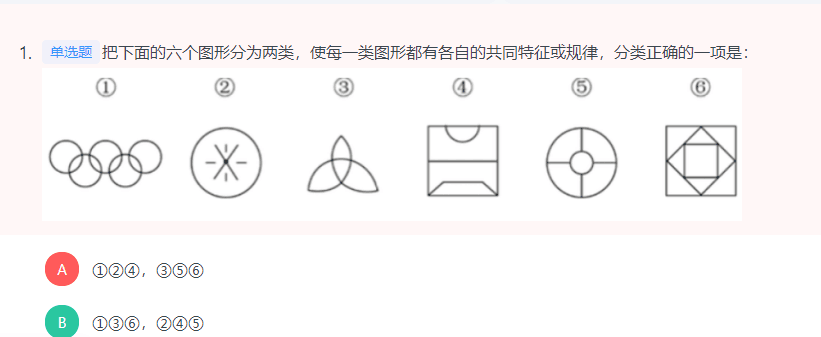 1. 单选题 把下面的六个图形分为两类，使每一类图形都有各自的共同特征或规律，分类正确的一项是：
① ② ③ ④ ⑤ ⑥
A ①②④，③⑤⑥
B ①③⑥，②④⑤